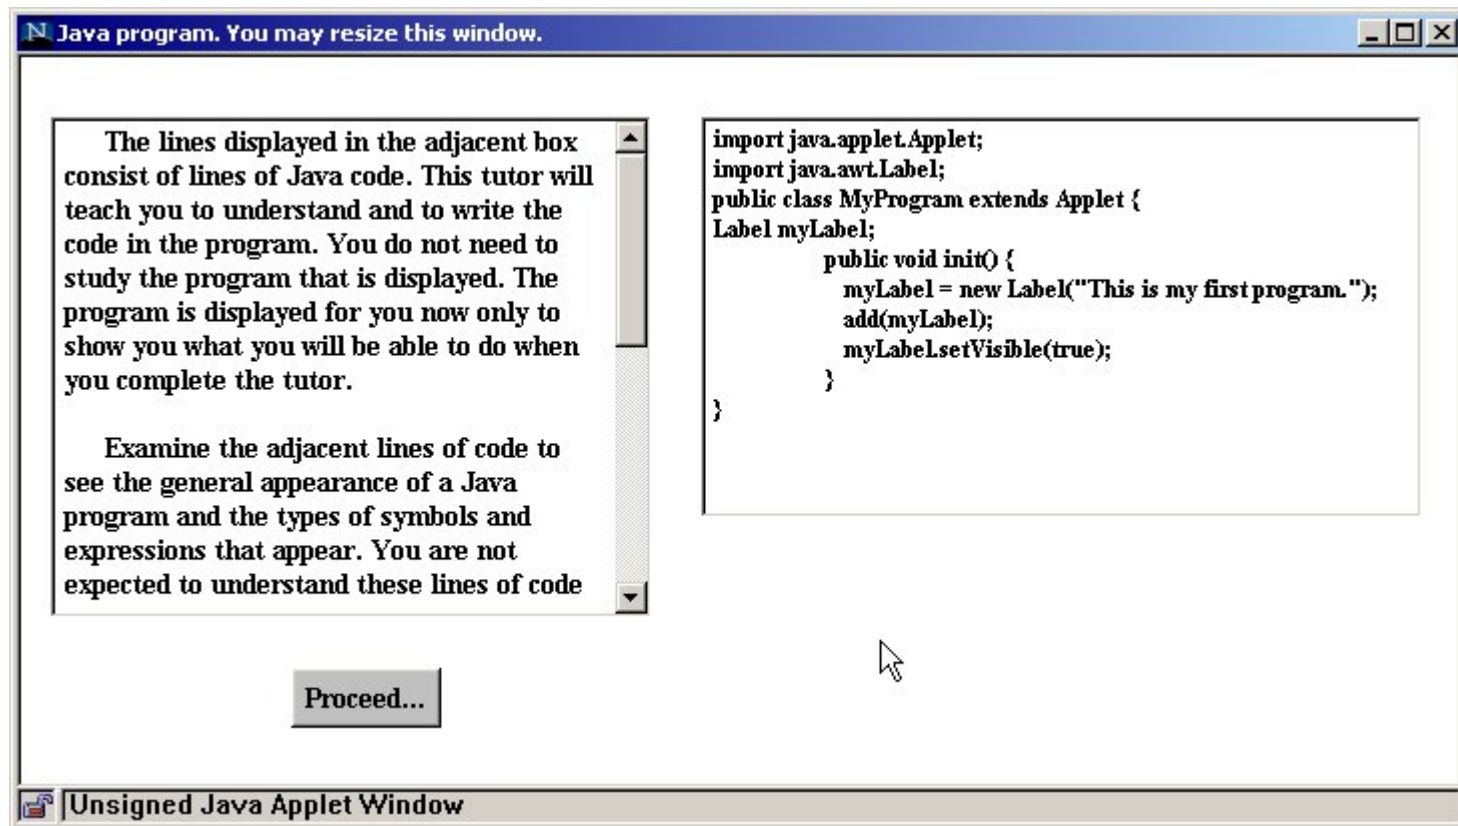 Java program. You may resize this window.
The lines displayed in the adjacent box
consist of lines of Java code. This tutor will
teach you to understand and to write the
code in the program. You do not need to
study the program that is displayed. The
program is displayed for you now only to
show you what you will be able to do when
you complete the tutor.
Examine the adjacent lines of code to
see the general appearance of a Java
program and the types of symbols and
expressions that appear. You are not
expected to understand these lines of code
import java.applet.Applet;
import java.awt.Label;
public class MyProgram extends Applet {
Label myLabel;
public void init() {
myLabel = new Label("This is my first program.");
add(myLabel);
myLabel.setVisible(true);
}
}
Proceed...
Unsigned Java Applet Window